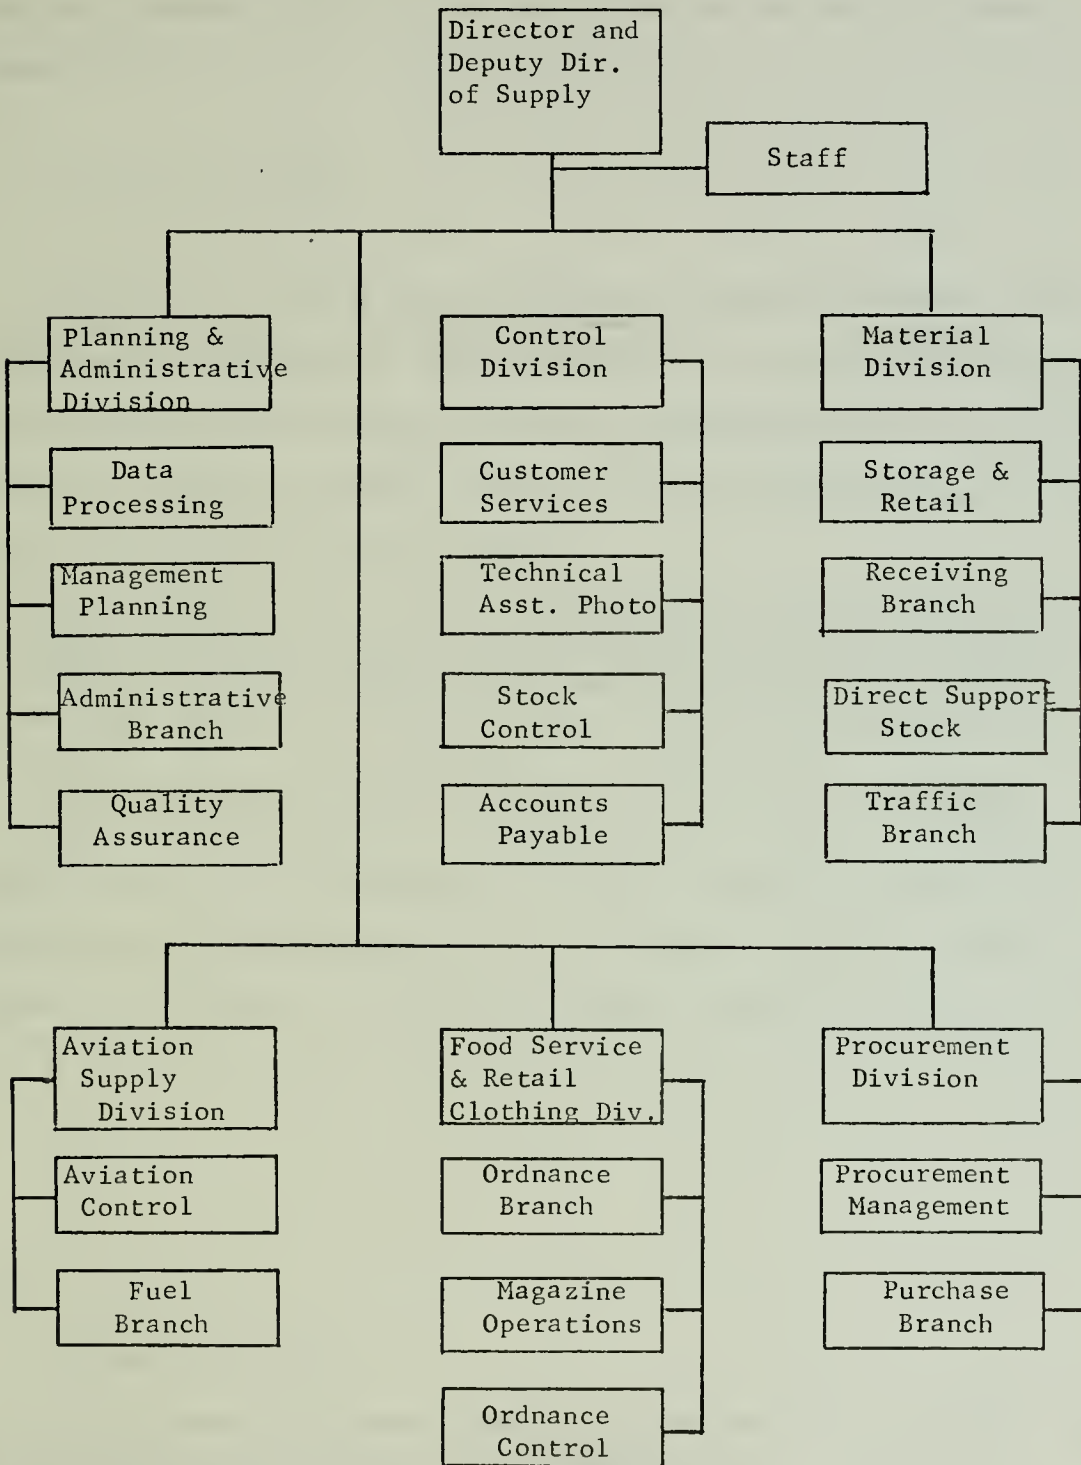 Director and
Deputy Dir.
of Supply
Staff
Planning &
Administrative
Division
Data
Processing
Management
Planning
Administrative
Branch
Quality
Assurance
Control
Division
Customer
Services
Technical
Asst. Photo
Stock
Control
Accounts
Payable
Material
Division
Storage &
Retail
Receiving
Branch
Direct Support
Stock
Traffic
Branch
Aviation
Supply
Division
Aviation
Control
Fuel
Branch
Food Service
& Retail
Clothing Div.
Ordnance
Branch
Magazine
Operations
Ordnance
Control
Procurement
Division
Procurement
Management
Purchase
Branch